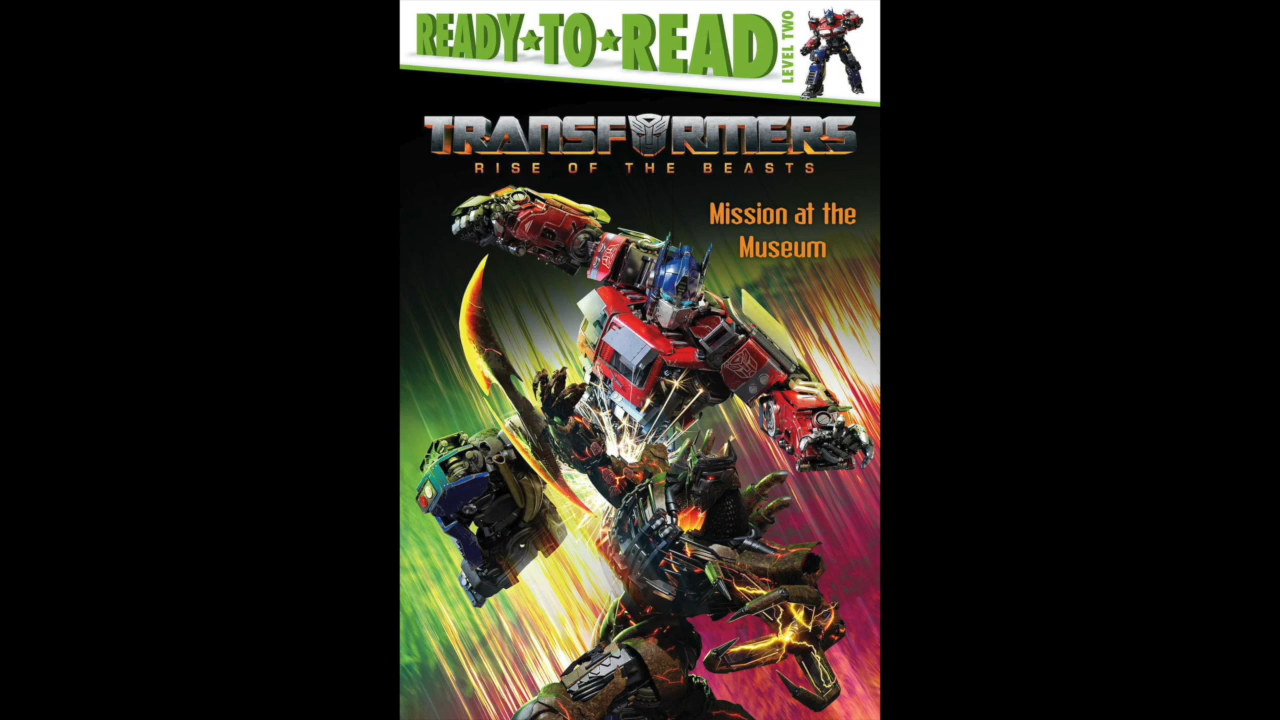 READY★TO★READ
LEVEL TWO
TRANSFORMERS
RISE OF THE BEASTS
Mission at the
Museum